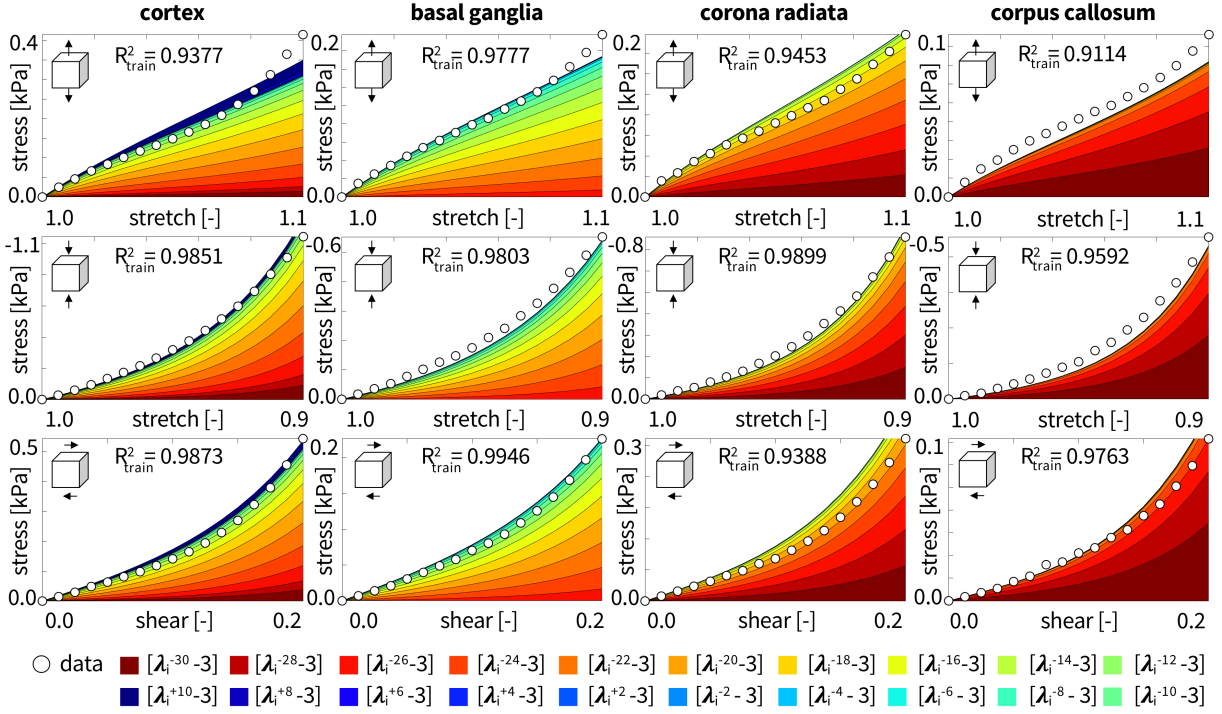 cortex basal ganglia corona radiata corpus callosum
0.4 R²train = 0.9377 0.2 R²train = 0.9777 0.2 R²train = 0.9453 0.1 R²train = 0.9114
stress [kPa] stress [kPa] stress [kPa] stress [kPa]
0.0 0.0 0.0 0.0
1.0 stretch [-] 1.1 1.0 stretch [-] 1.1 1.0 stretch [-] 1.1 1.0 stretch [-] 1.1
-1.1 R²train = 0.9851 -0.6 R²train = 0.9803 -0.8 R²train = 0.9899 -0.5 R²train = 0.9592
stress [kPa] stress [kPa] stress [kPa] stress [kPa]
0.0 0.0 0.0 0.0
1.0 stretch [-] 0.9 1.0 stretch [-] 0.9 1.0 stretch [-] 0.9 1.0 stretch [-] 0.9
0.5 R²train = 0.9873 0.2 R²train = 0.9946 0.3 R²train = 0.9388 0.1 R²train = 0.9763
stress [kPa] stress [kPa] stress [kPa] stress [kPa]
0.0 0.0 0.0 0.0
0.0 shear [-] 0.2 0.0 shear [-] 0.2 0.0 shear [-] 0.2 0.0 shear [-] 0.2
data [λi⁻³⁰-3] [λi⁻²⁸-3] [λi⁻²⁶-3] [λi⁻²⁴-3] [λi⁻²²-3] [λi⁻²⁰-3] [λi⁻¹⁸-3] [λi⁻¹⁶-3] [λi⁻¹⁴-3] [λi⁻¹²-3]
[λi⁺¹⁰-3] [λi⁺⁸-3] [λi⁺⁶-3] [λi⁺⁴-3] [λi⁺²-3] [λi⁻²-3] [λi⁻⁴-3] [λi⁻⁶-3] [λi⁻⁸-3] [λi⁻¹⁰-3]